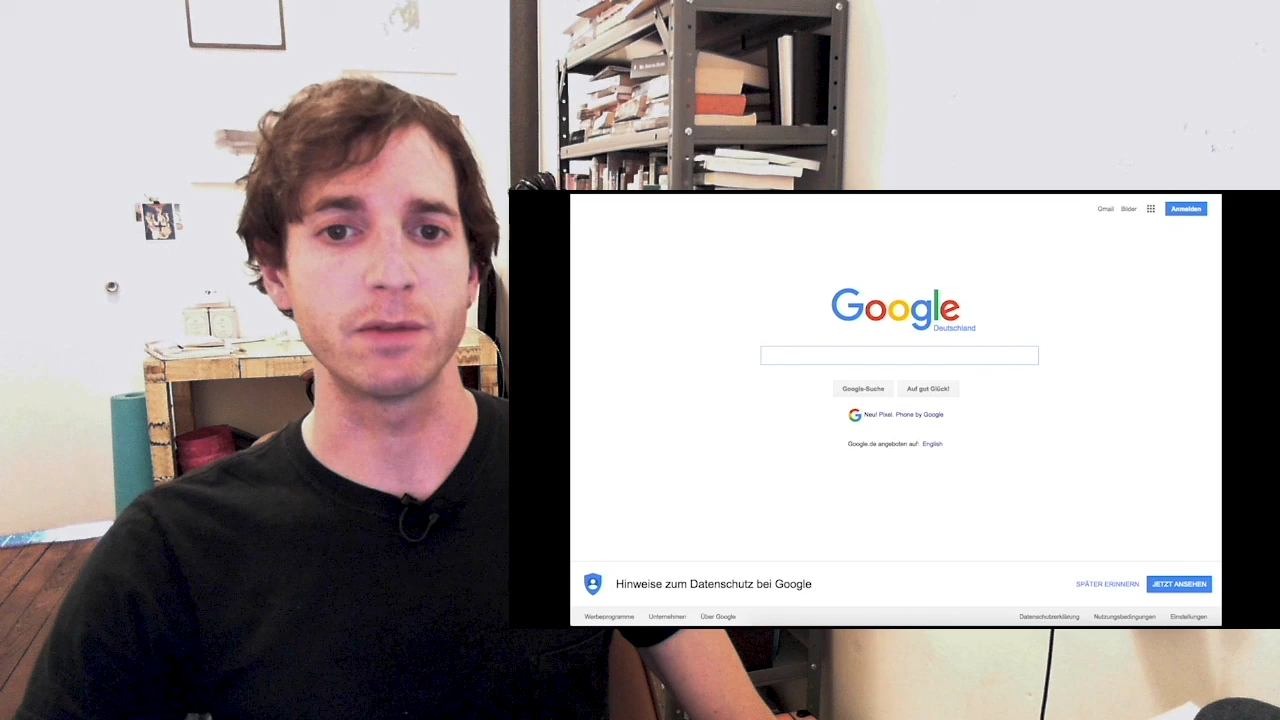 Gmail Bilder Anmelden
Google
Deutschland
Google-Suche Auf gut Glück!
Neu! Pixel. Phone by Google
Google.de angeboten auf: English
Hinweise zum Datenschutz bei Google SPÄTER ERINNERN JETZT ANSEHEN
Werbeprogramme Unternehmen Über Google Datenschutzerklärung Nutzungsbedingungen Einstellungen